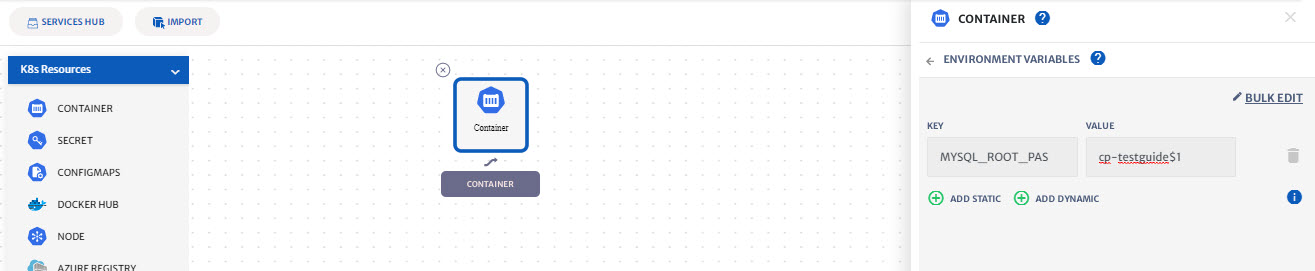 SERVICES HUB
IMPORT
K8s Resources
CONTAINER
SECRET
CONFIGMAPS
DOCKER HUB
NODE
AZURE REGISTRY
Container
CONTAINER
CONTAINER ?
ENVIRONMENT VARIABLES ?
BULK EDIT
KEY VALUE
MYSQL_ROOT_PAS cp-testguide$1
ADD STATIC ADD DYNAMIC i